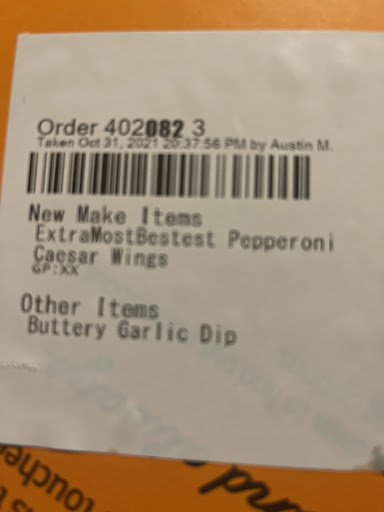 Order 402082 3
Taken Oct 31, 2021 20:37:56 PM by Austin M.
New Make Items
ExtraMostBestest Pepperoni
Caesar Wings
GP:XX
Other Items
Buttery Garlic Dip
touche